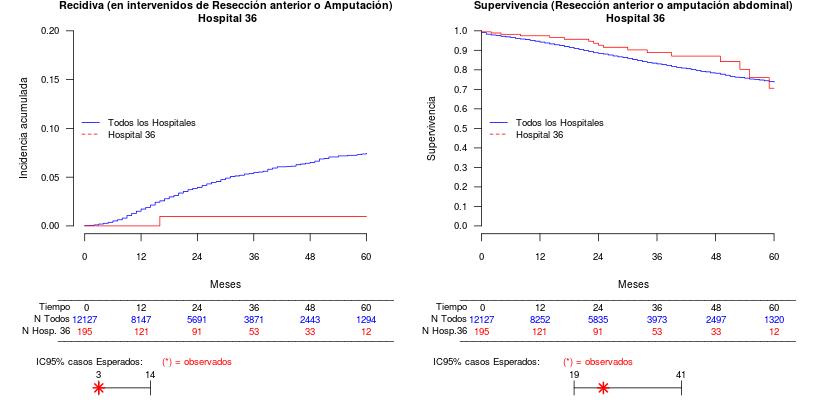 Recidiva (en intervenidos de Resección anterior o Amputación)
Hospital 36
0.20
0.15
0.10
0.05
0.00
Incidencia acumulada
Todos los Hospitales
Hospital 36
0 12 24 36 48 60
Meses
Tiempo 0 12 24 36 48 60
N Todos 12127 8147 5691 3871 2443 1294
N Hosp. 36 195 121 91 53 33 12
IC95% casos Esperados: (*) = observados
3 14
Supervivencia (Resección anterior o amputación abdominal)
Hospital 36
1.0
0.9
0.8
0.7
0.6
0.5
0.4
0.3
0.2
0.1
0.0
Supervivencia
Todos los Hospitales
Hospital 36
0 12 24 36 48 60
Meses
Tiempo 0 12 24 36 48 60
N Todos 12127 8252 5835 3973 2497 1320
N Hosp.36 195 121 91 53 33 12
IC95% casos Esperados: (*) = observados
19 41